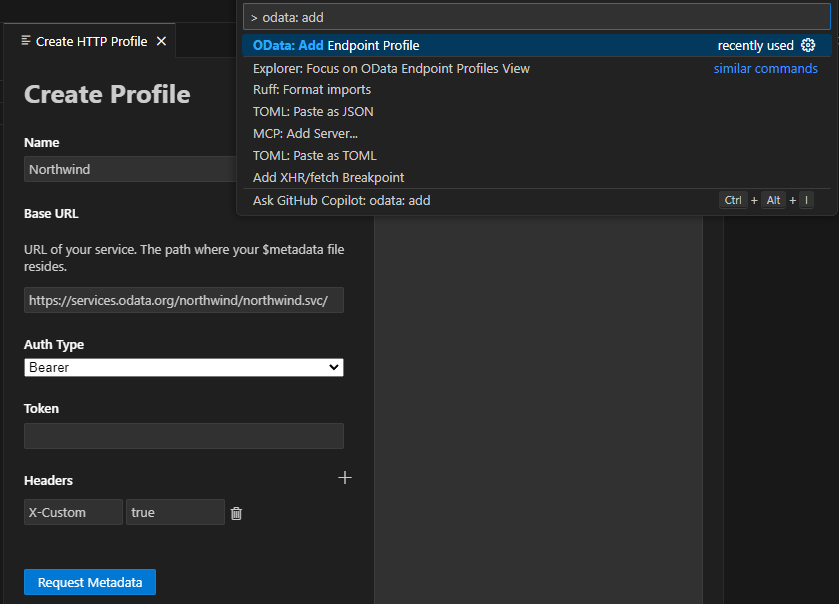 > odata: add
Create HTTP Profile
OData: Add Endpoint Profile recently used
Explorer: Focus on OData Endpoint Profiles View similar commands
Ruff: Format imports
TOML: Paste as JSON
MCP: Add Server...
TOML: Paste as TOML
Add XHR/fetch Breakpoint
Ask GitHub Copilot: odata: add Ctrl + Alt + I
Create Profile
Name
Northwind
Base URL
URL of your service. The path where your $metadata file
resides.
https://services.odata.org/northwind/northwind.svc/
Auth Type
Bearer
Token
Headers
X-Custom true
Request Metadata